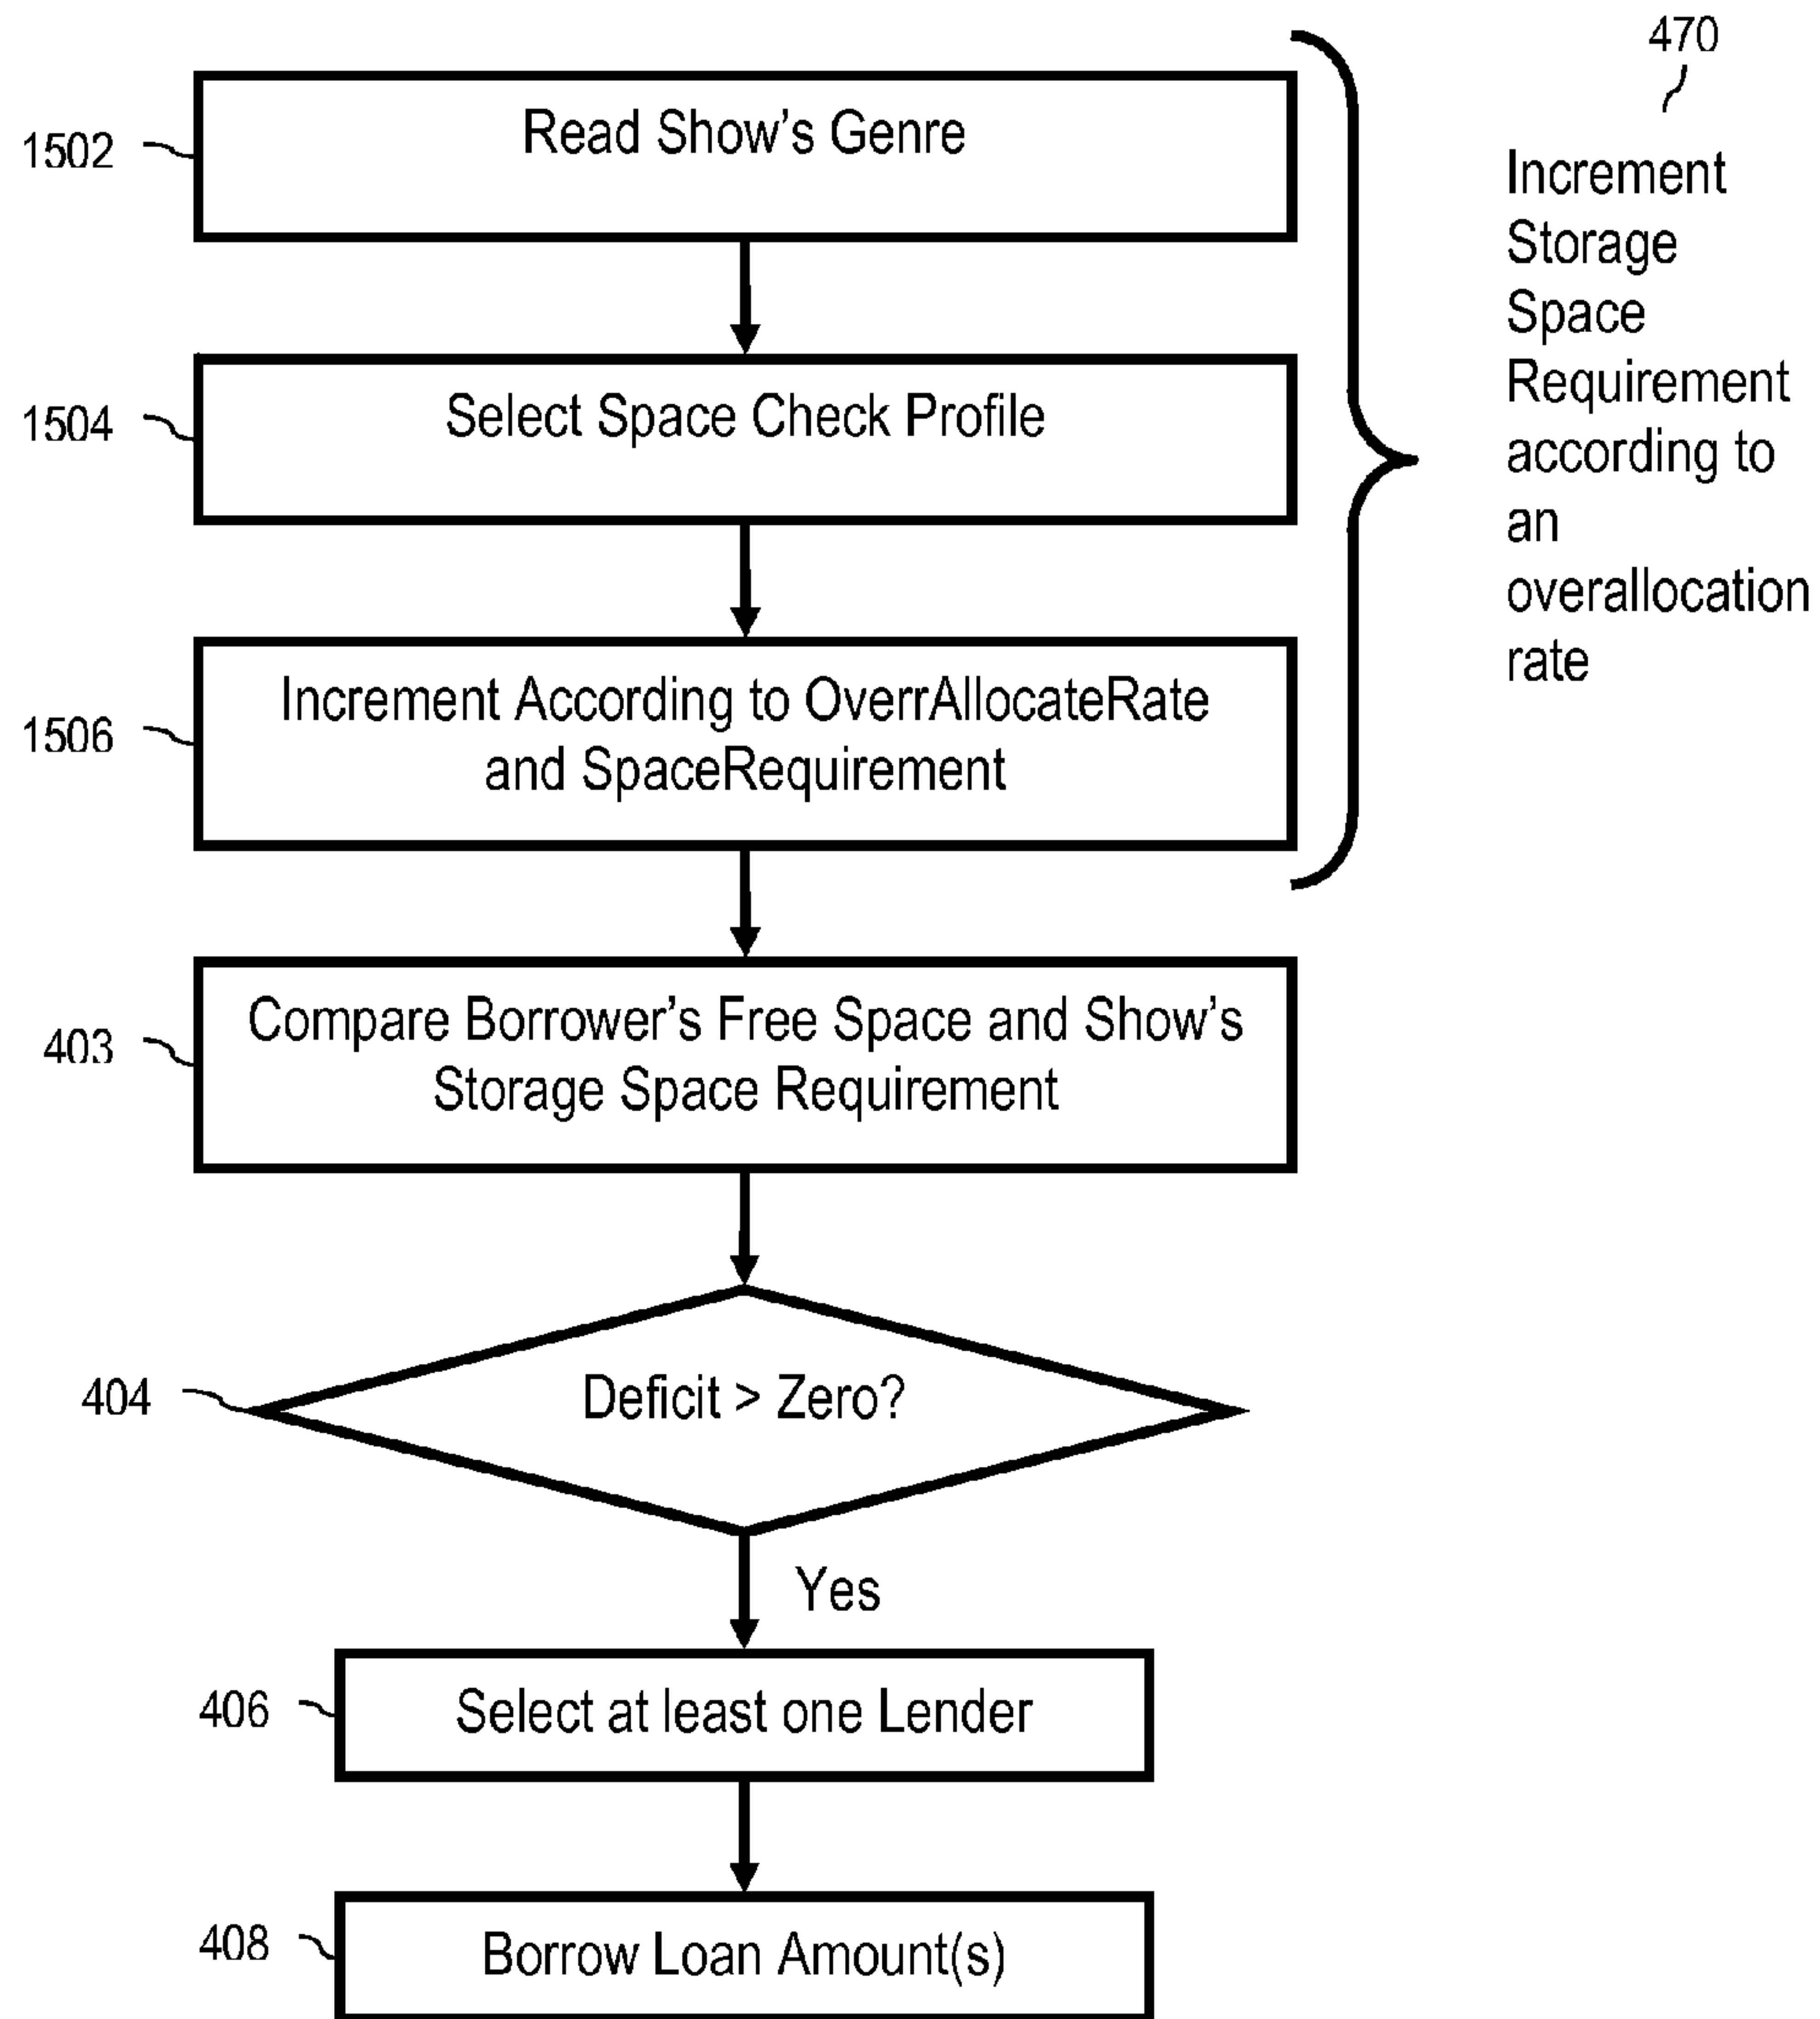 470
Increment
Storage
Space
Requirement
according to
an
overallocation
rate
1502
Read Show's Genre
1504
Select Space Check Profile
1506
Increment According to OverrAllocateRate
and SpaceRequirement
403
Compare Borrower's Free Space and Show's
Storage Space Requirement
404
Deficit > Zero?
Yes
406
Select at least one Lender
408
Borrow Loan Amount(s)